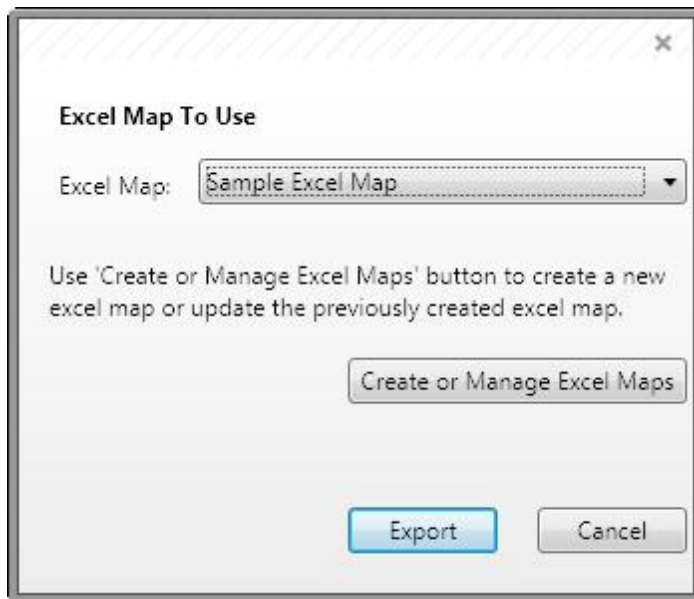 Excel Map To Use
Excel Map: Sample Excel Map
Use 'Create or Manage Excel Maps' button to create a new
excel map or update the previously created excel map.
Create or Manage Excel Maps
Export Cancel